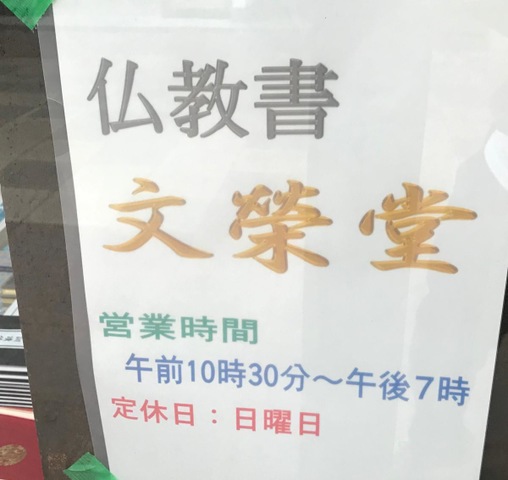 仏教書
文榮堂
営業時間
午前10時30分～午後7時
定休日：日曜日